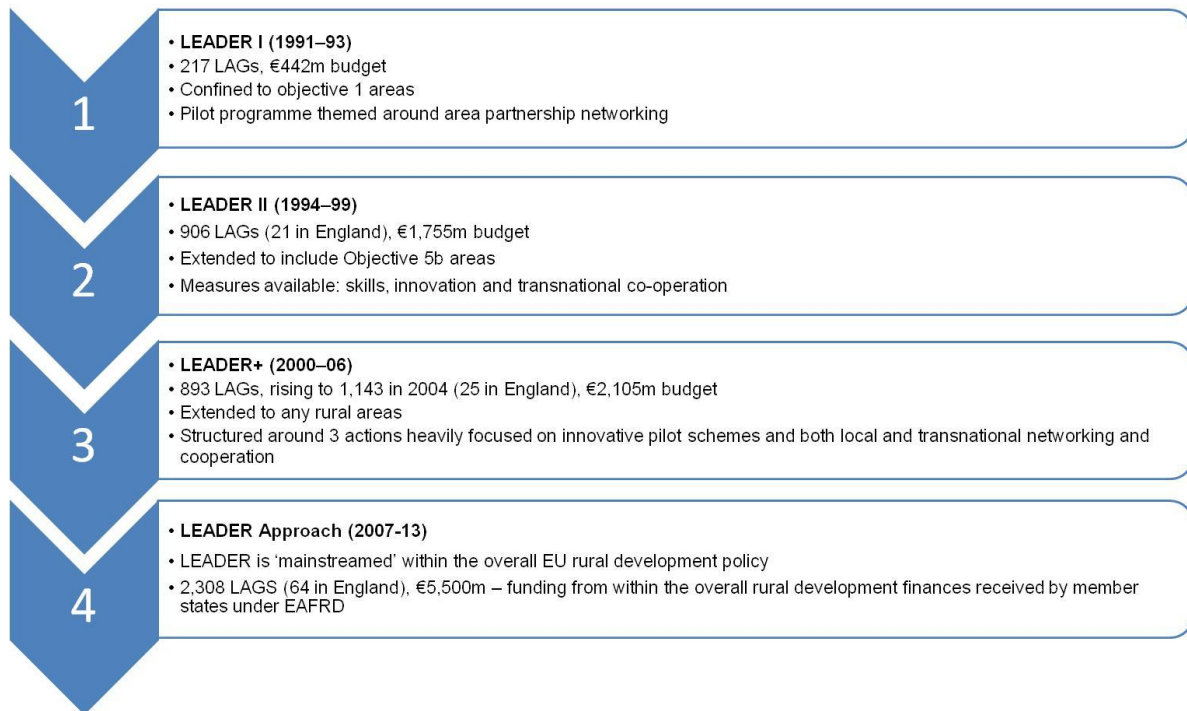 1
• LEADER I (1991–93)
• 217 LAGs, €442m budget
• Confined to objective 1 areas
• Pilot programme themed around area partnership networking
2
• LEADER II (1994–99)
• 906 LAGs (21 in England), €1,755m budget
• Extended to include Objective 5b areas
• Measures available: skills, innovation and transnational co-operation
3
• LEADER+ (2000–06)
• 893 LAGs, rising to 1,143 in 2004 (25 in England), €2,105m budget
• Extended to any rural areas
• Structured around 3 actions heavily focused on innovative pilot schemes and both local and transnational networking and
cooperation
4
• LEADER Approach (2007-13)
• LEADER is ‘mainstreamed’ within the overall EU rural development policy
• 2,308 LAGS (64 in England), €5,500m – funding from within the overall rural development finances received by member
states under EAFRD